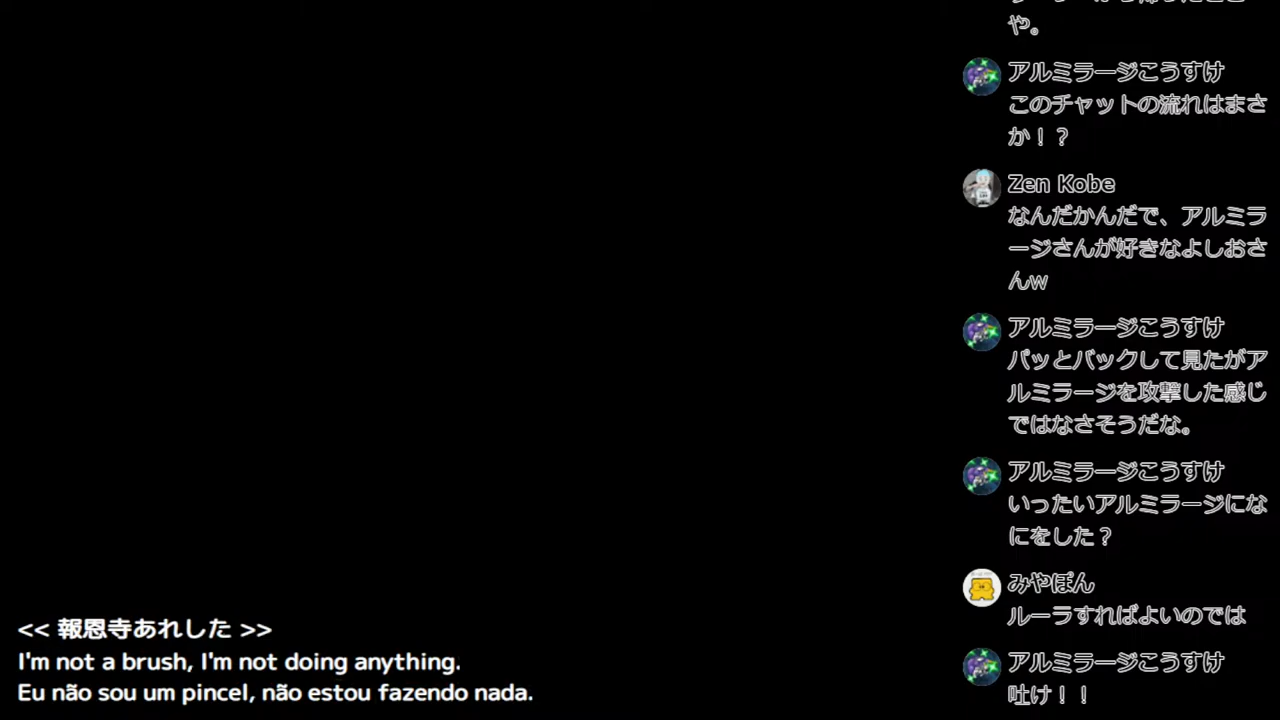 や。
アルミラージこうすけ
このチャットの流れはまさ
か！？
Zen Kobe
なんだかんだで、アルミラ
ージさんが好きなよしおさ
んw
アルミラージこうすけ
パッとバックして見たがア
ルミラージを攻撃した感じ
ではなさそうだな。
アルミラージこうすけ
いったいアルミラージにな
にをした？
みやぽん
ルーラすればよいのでは
アルミラージこうすけ
吐け！！
<< 報恩寺あれした >>
I'm not a brush, I'm not doing anything.
Eu não sou um pincel, não estou fazendo nada.